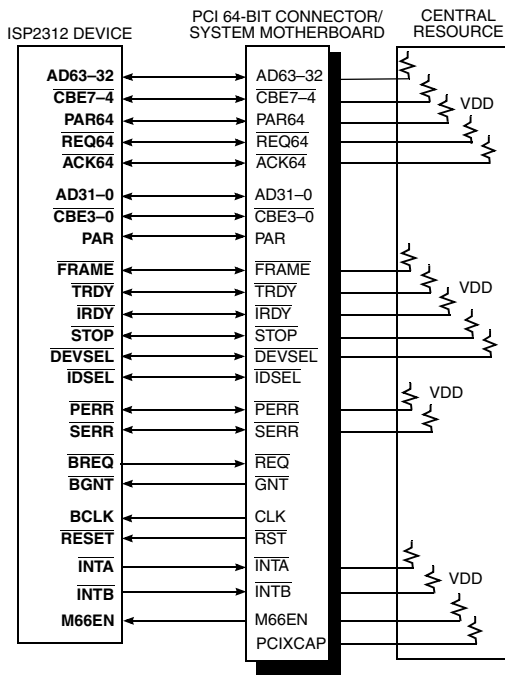 ISP2312 DEVICE
PCI 64-BIT CONNECTOR/
SYSTEM MOTHERBOARD
CENTRAL
RESOURCE
AD63–32 AD63–32
CBE7–4 CBE7–4
PAR64 PAR64
VDD
REQ64 REQ64
ACK64 ACK64
AD31–0 AD31–0
CBE3–0 CBE3–0
PAR PAR
FRAME FRAME
TRDY TRDY
VDD
IRDY IRDY
STOP STOP
DEVSEL DEVSEL
IDSEL IDSEL
VDD
PERR PERR
SERR SERR
BREQ REQ
BGNT GNT
BCLK CLK
RESET RST
INTA INTA
VDD
INTB INTB
M66EN M66EN
PCIXCAP